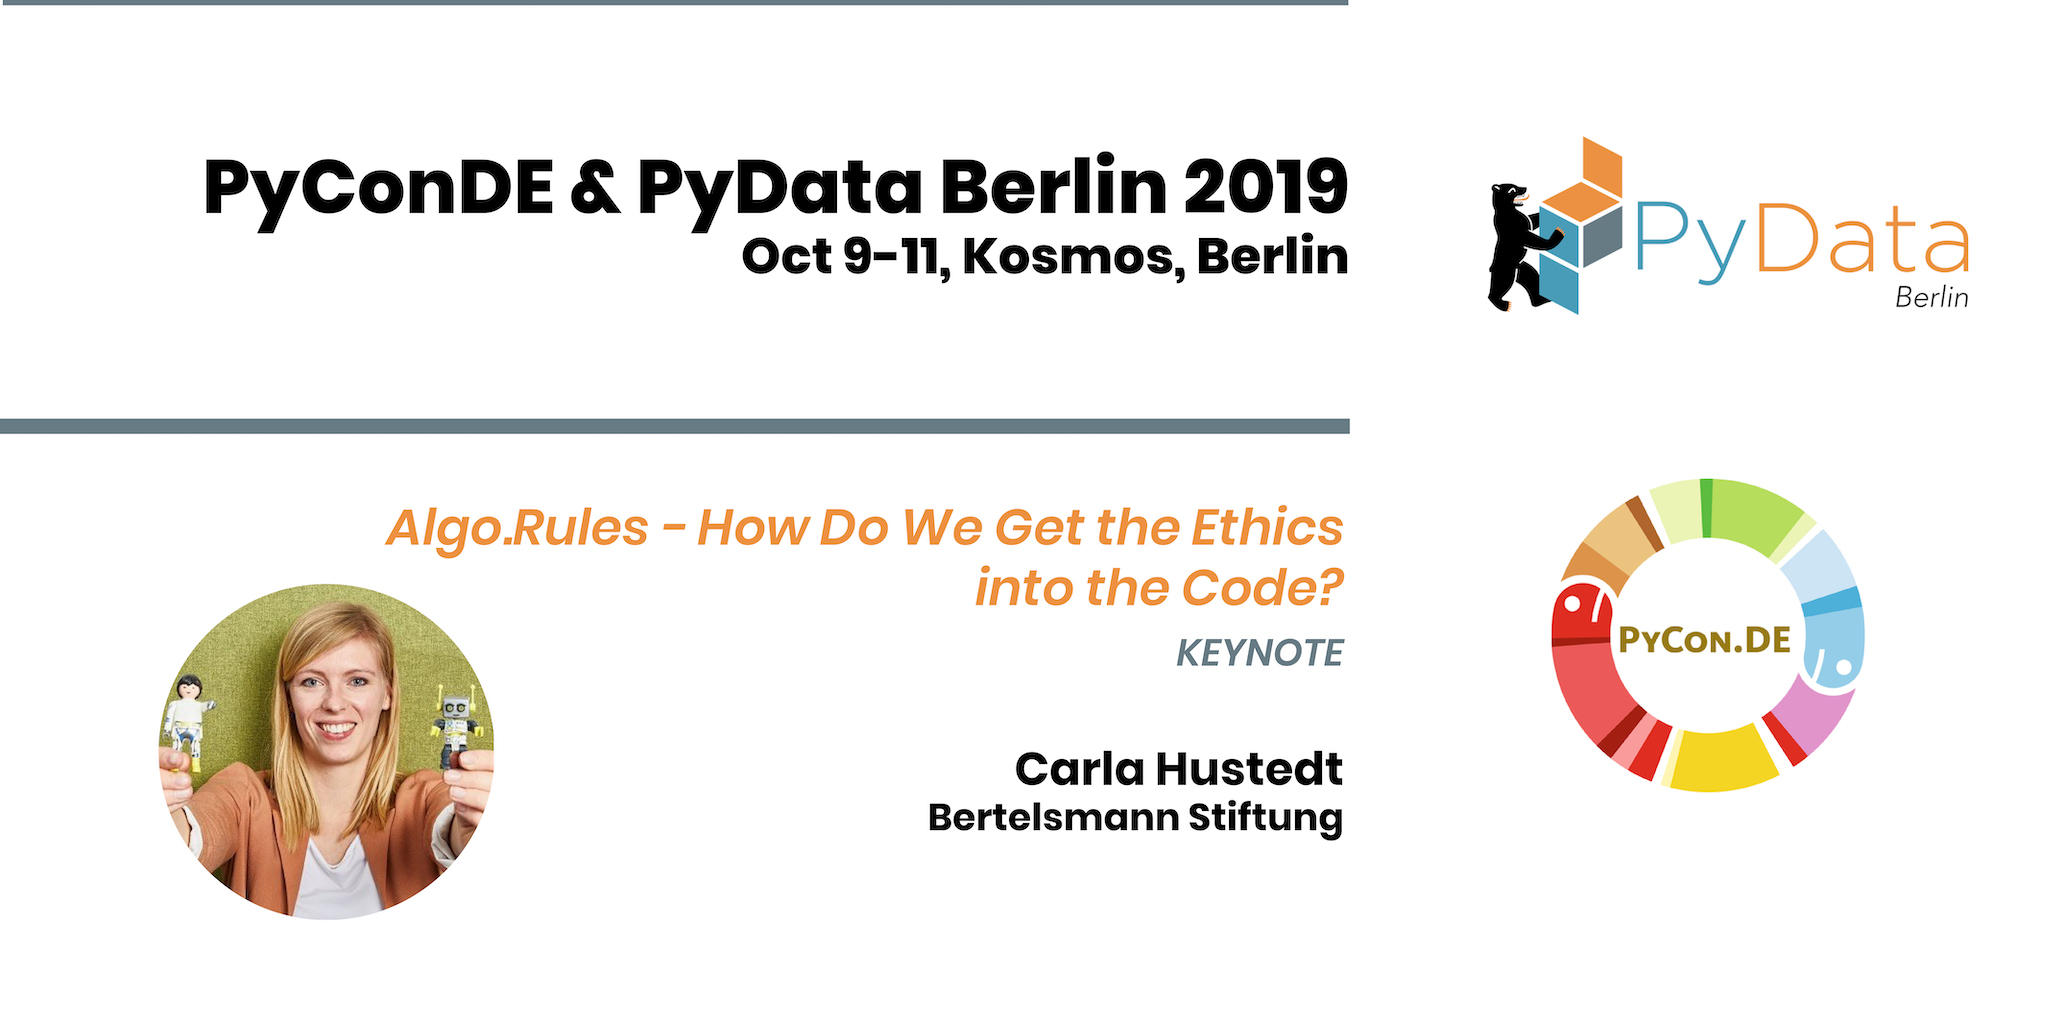 PyConDE & PyData Berlin 2019
Oct 9-11, Kosmos, Berlin
PyData
Berlin
Algo.Rules - How Do We Get the Ethics
into the Code?
KEYNOTE
PyCon.DE
Carla Hustedt
Bertelsmann Stiftung